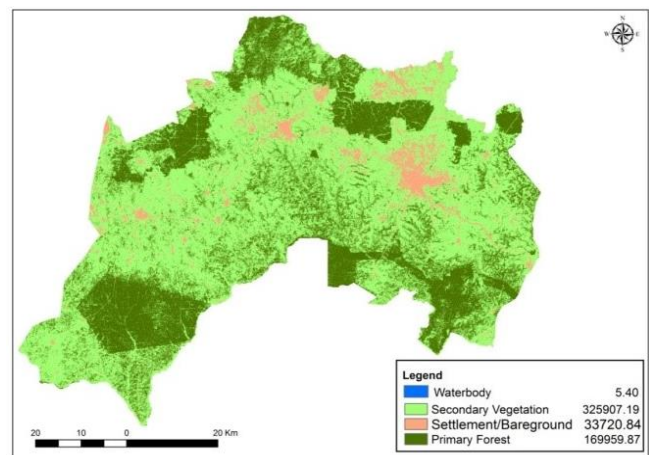 N
W E
S
Legend
Waterbody 5.40
Secondary Vegetation 325907.19
Settlement/Bareground 33720.84
Primary Forest 169959.87
20 10 0 20 Km